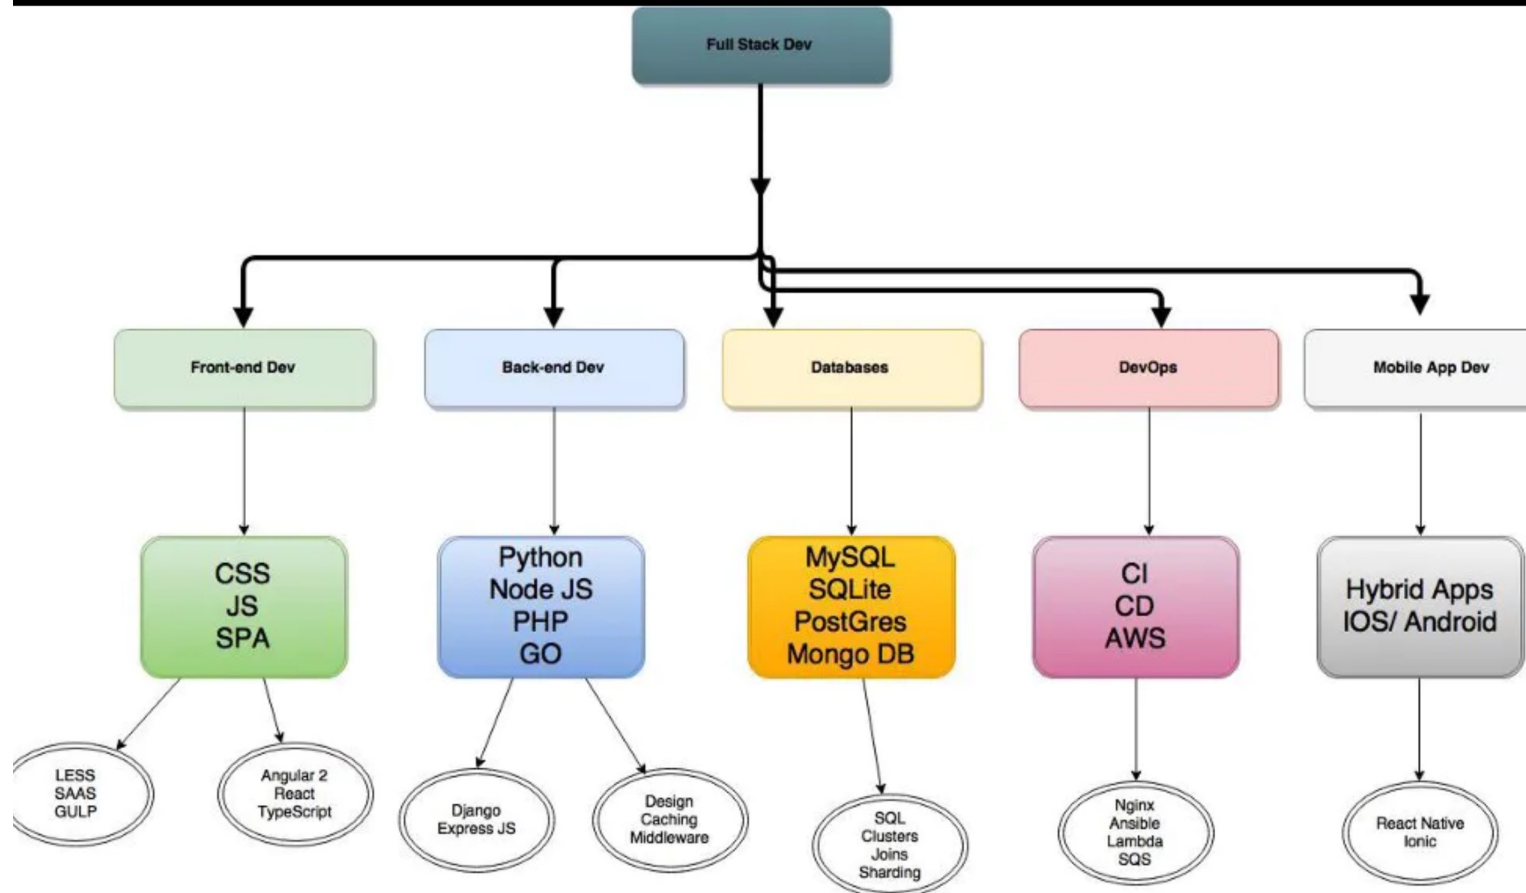 Full Stack Dev
Front-end Dev
Back-end Dev
Databases
DevOps
Mobile App Dev
CSS
JS
SPA
Python
Node JS
PHP
GO
MySQL
SQLite
PostGres
Mongo DB
CI
CD
AWS
Hybrid Apps
IOS/ Android
LESS
SAAS
GULP
Angular 2
React
TypeScript
Django
Express JS
Design
Caching
Middleware
SQL
Clusters
Joins
Sharding
Nginx
Ansible
Lambda
SQS
React Native
Ionic